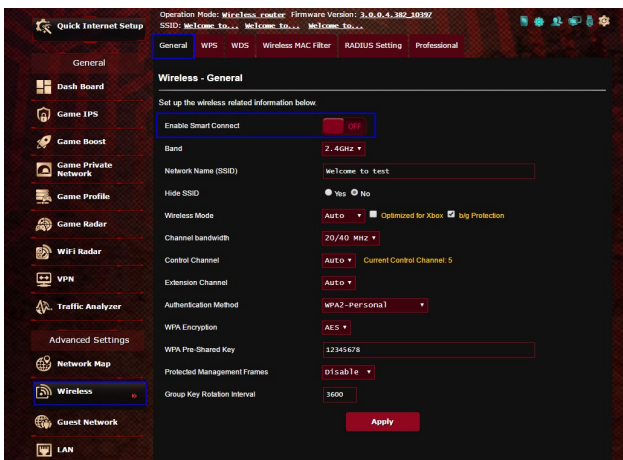 Quick Internet Setup
Operation Mode: Wireless router Firmware Version: 3.0.0.4.382_10397
SSID: Welcome to... Welcome to... Welcome to...
General WPS WDS Wireless MAC Filter RADIUS Setting Professional
General
Dash Board
Game IPS
Game Boost
Game Private
Network
Game Profile
Game Radar
WiFi Radar
VPN
Traffic Analyzer
Advanced Settings
Network Map
Wireless »
Guest Network
LAN
Wireless - General
Set up the wireless related information below.
Enable Smart Connect OFF
Band 2.4GHz
Network Name (SSID) Welcome to test
Hide SSID Yes No
Wireless Mode Auto Optimized for Xbox b/g Protection
Channel bandwidth 20/40 MHz
Control Channel Auto Current Control Channel: 5
Extension Channel Auto
Authentication Method WPA2-Personal
WPA Encryption AES
WPA Pre-Shared Key 12345678
Protected Management Frames Disable
Group Key Rotation Interval 3600
Apply